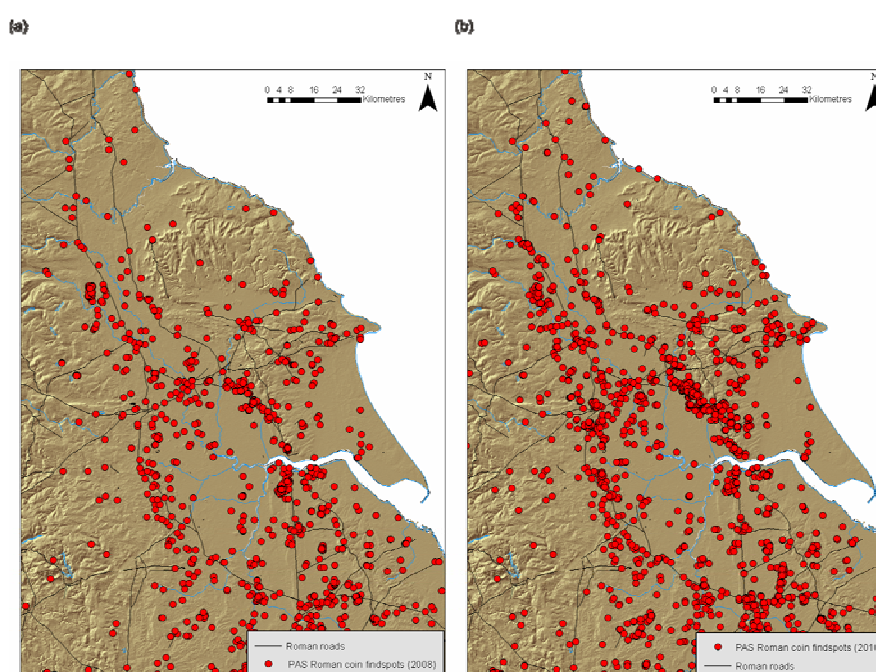 (a)
(b)
N
0 4 8 16 24 32
Kilometres
N
0 4 8 16 24 32
Kilometres
Roman roads
PAS Roman coin findspots (2008)
PAS Roman coin findspots (201
Roman roads